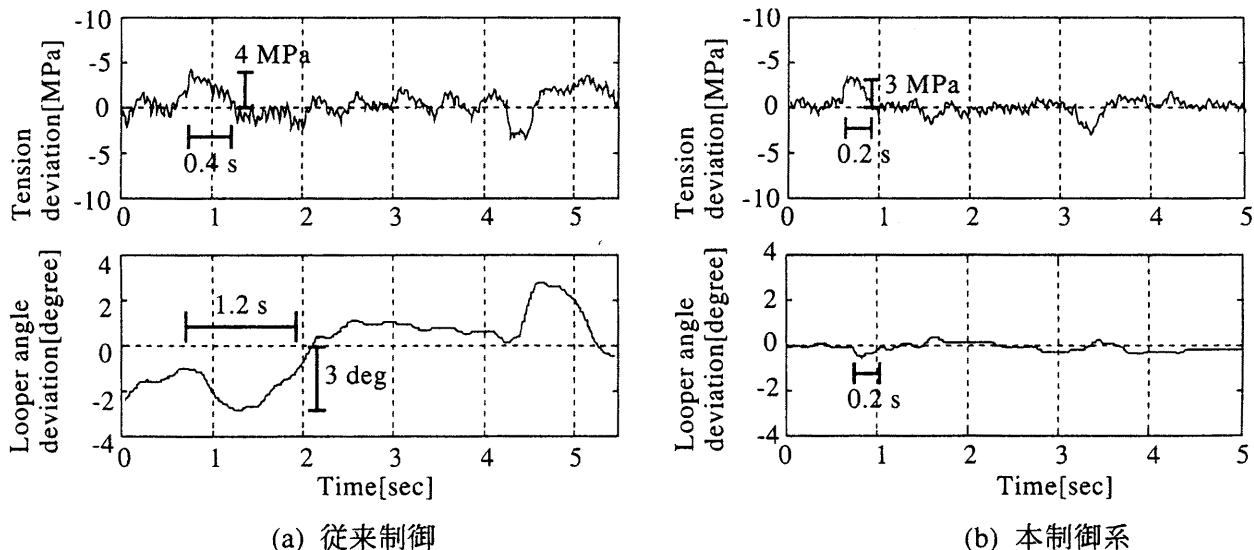 Tension
deviation[MPa]
-10
-5
0
-5
-10
4 MPa
0.4 s
0 1 2 3 4 5
Looper angle
deviation[degree]
4
2
0
-2
-4
1.2 s
3 deg
0 1 2 3 4 5
Time[sec]
(a) 従来制御
Tension
deviation[MPa]
-10
-5
0
-5
-10
3 MPa
0.2 s
0 1 2 3 4 5
Looper angle
deviation[degree]
4
2
0
-2
-4
0.2 s
0 1 2 3 4 5
Time[sec]
(b) 本制御系